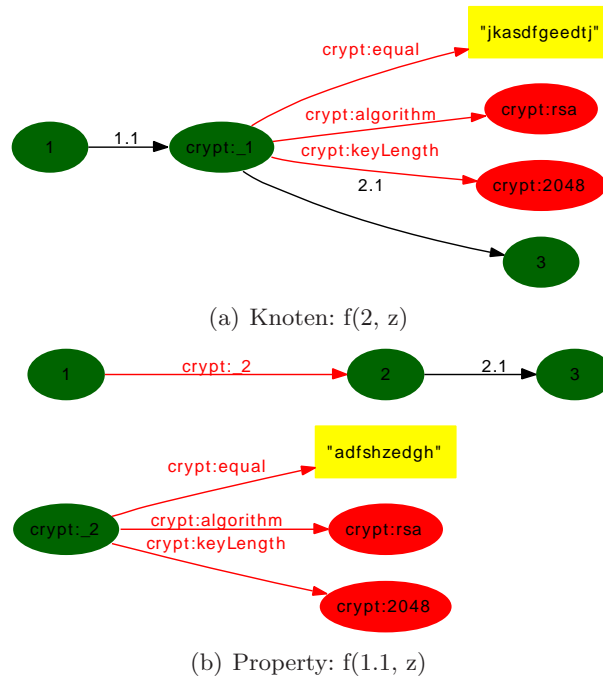 "jkasdfgeedtj"
crypt:equal
crypt:algorithm
crypt:rsa
1
1.1
crypt:_1
crypt:keyLength
2.1
crypt:2048
3
(a) Knoten: f(2, z)
1
crypt:_2
2
2.1
3
"adfshzedgh"
crypt:equal
crypt:_2
crypt:algorithm
crypt:rsa
crypt:keyLength
crypt:2048
(b) Property: f(1.1, z)